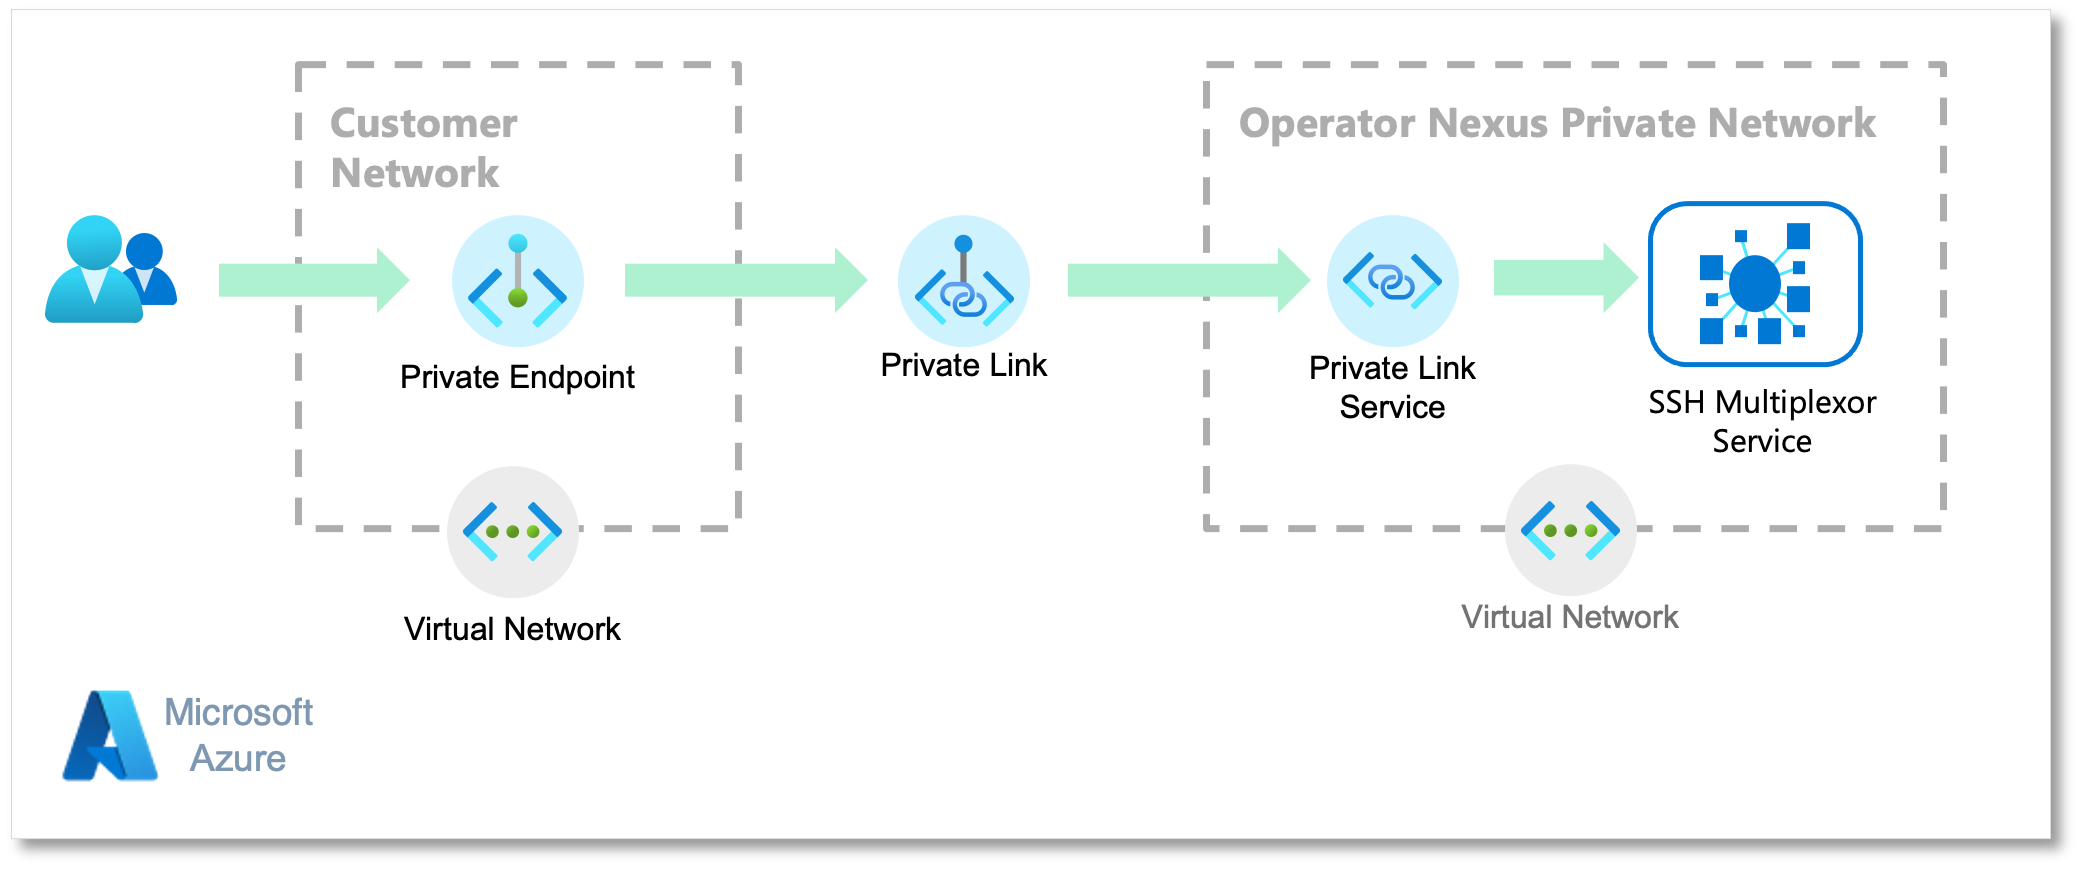 Customer
Network
Operator Nexus Private Network
Private Endpoint
Private Link
Private Link
Service
SSH Multiplexor
Service
Virtual Network
Virtual Network
Microsoft
Azure